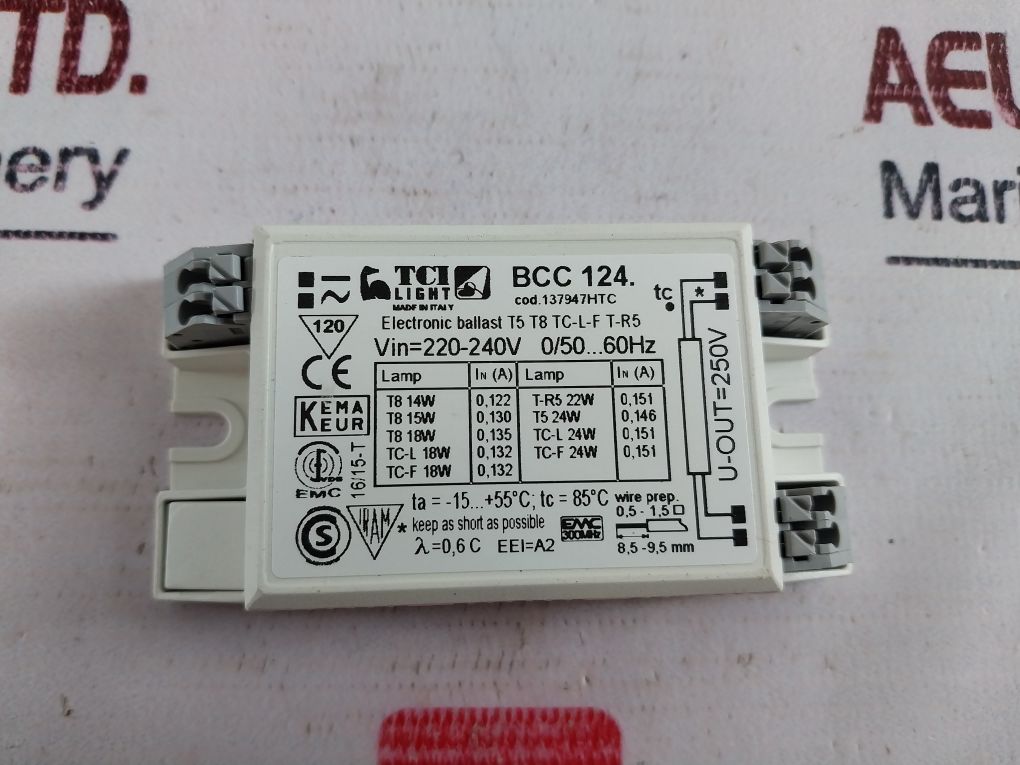 TD.
AEU
nery
Mari
TCI
LIGHT
MADE IN ITALY
BCC 124.
cod.137947HTC
tc
*
120
Electronic ballast T5 T8 TC-L-F T-R5
Vin=220-240V 0/50...60Hz
CE
Lamp IN (A) Lamp IN (A)
T8 14W 0,122 T-R5 22W 0,151
T8 15W 0,130 T5 24W 0,146
T8 18W 0,135 TC-L 24W 0,151
TC-L 18W 0,132 TC-F 24W 0,151
TC-F 18W 0,132
KEMA
KEUR
VDE
EMC
16/15-T
U-OUT=250V
ta = -15...+55°C; tc = 85°C
wire prep.
0,5 - 1,5 □
* keep as short as possible
EMC
300MHz
λ=0,6 C EEI=A2
8,5 -9,5 mm
S